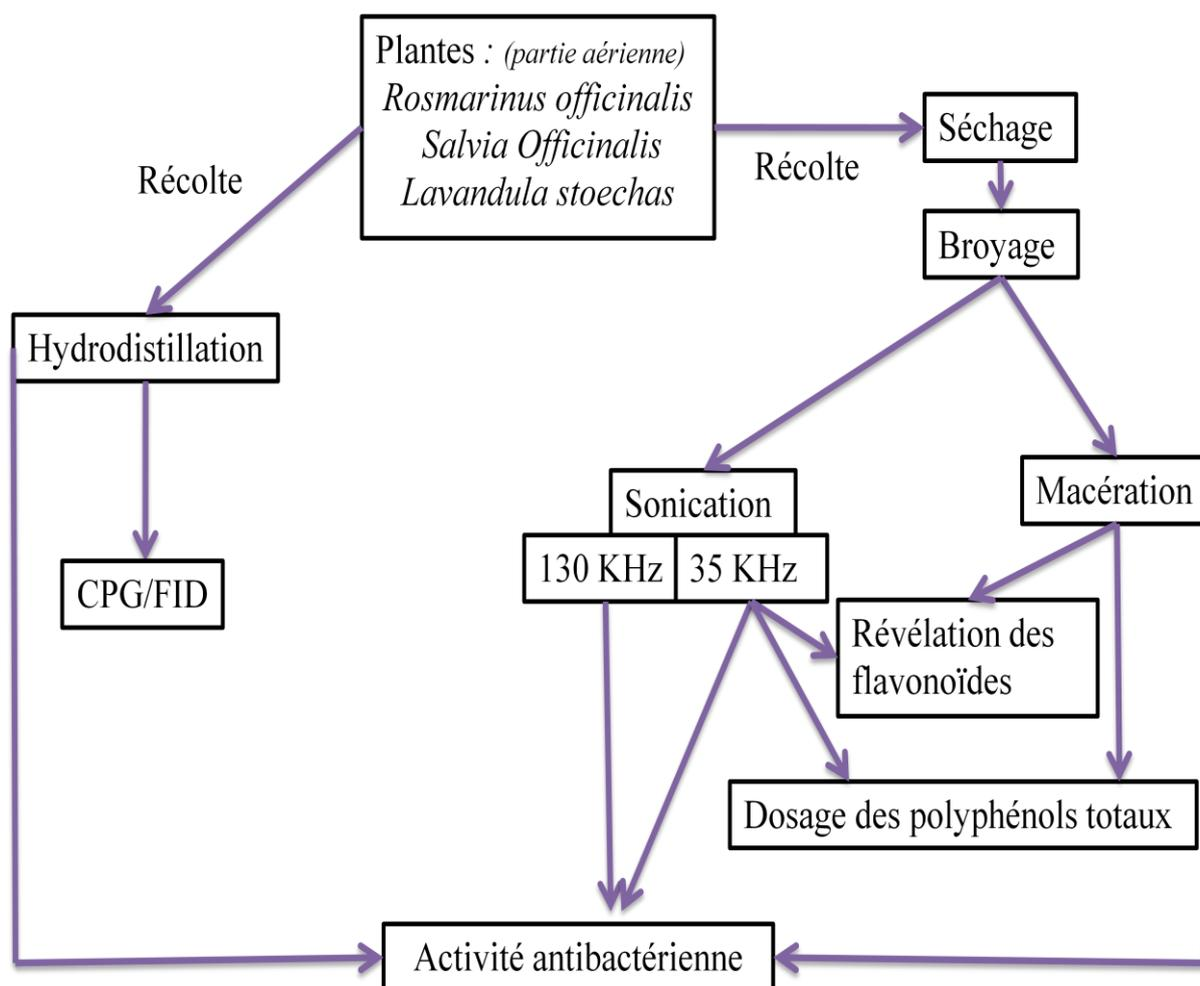 Plantes : (partie aérienne)
Rosmarinus officinalis
Salvia Officinalis
Lavandula stoechas
Récolte
Récolte
Séchage
Broyage
Hydrodistillation
CPG/FID
Sonication
130 KHz
35 KHz
Macération
Révélation des
flavonoïdes
Dosage des polyphénols totaux
Activité antibactérienne